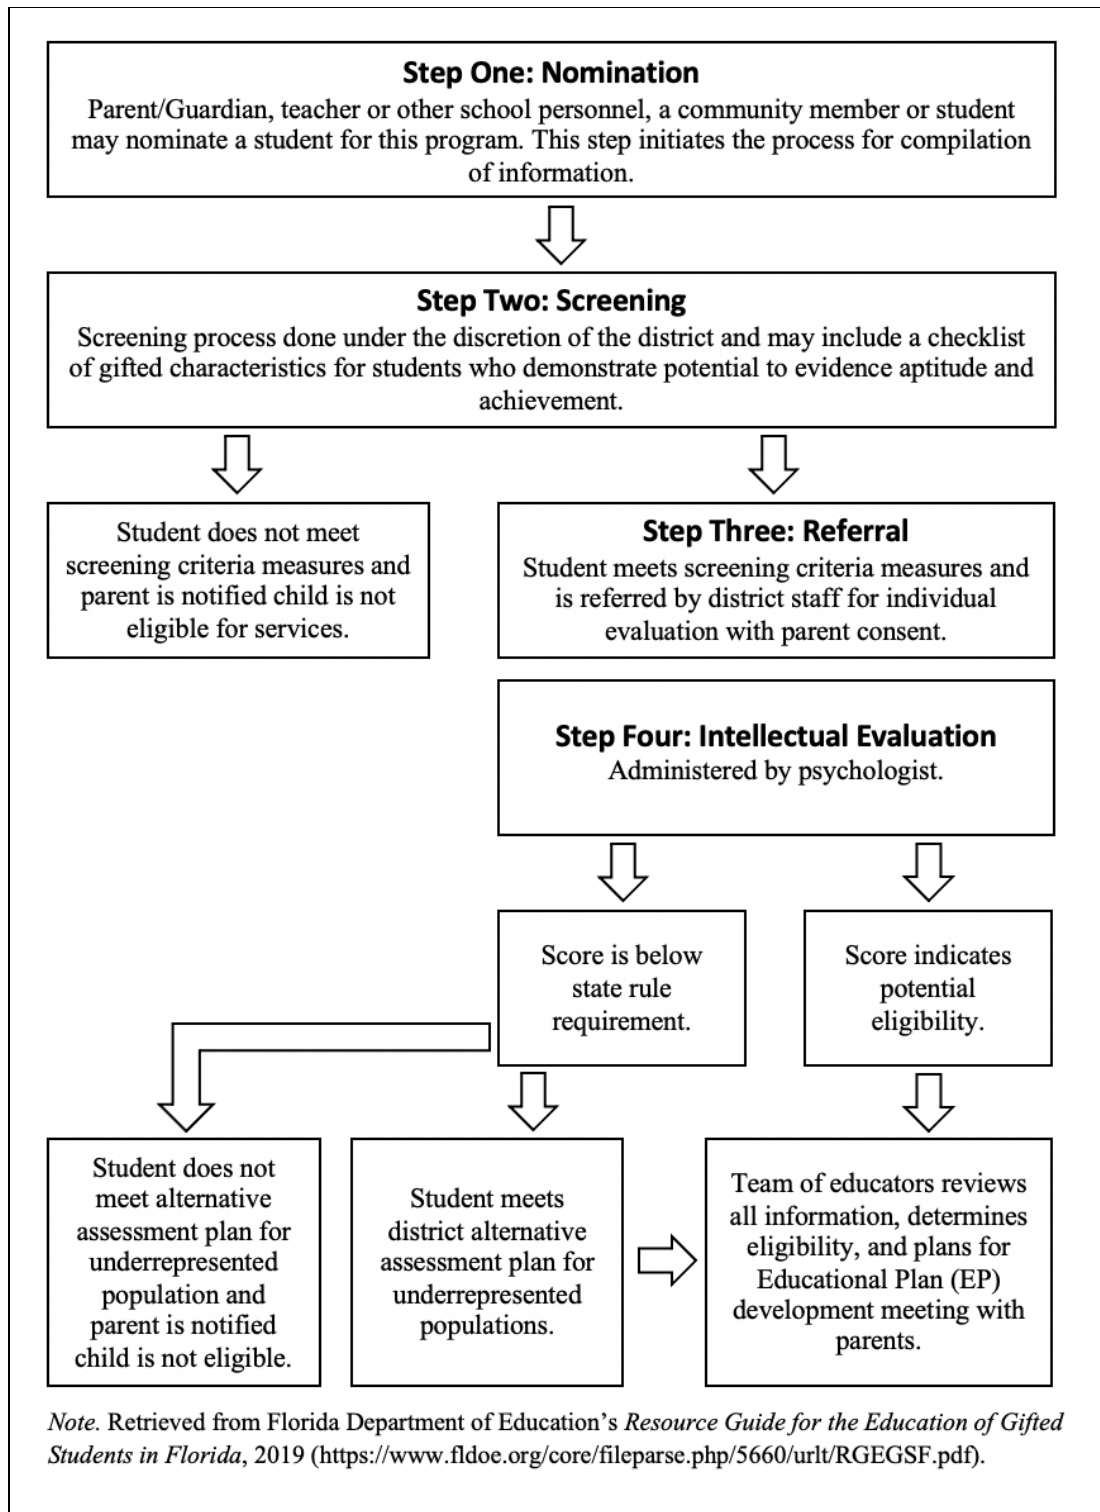 Step One: Nomination
Parent/Guardian, teacher or other school personnel, a community member or student
may nominate a student for this program. This step initiates the process for compilation
of information.
Step Two: Screening
Screening process done under the discretion of the district and may include a checklist
of gifted characteristics for students who demonstrate potential to evidence aptitude and
achievement.
Student does not meet
screening criteria measures and
parent is notified child is not
eligible for services.
Step Three: Referral
Student meets screening criteria measures and
is referred by district staff for individual
evaluation with parent consent.
Step Four: Intellectual Evaluation
Administered by psychologist.
Score is below
state rule
requirement.
Score indicates
potential
eligibility.
Student does not
meet alternative
assessment plan for
underrepresented
population and
parent is notified
child is not eligible.
Student meets
district alternative
assessment plan for
underrepresented
populations.
Team of educators reviews
all information, determines
eligibility, and plans for
Educational Plan (EP)
development meeting with
parents.
Note. Retrieved from Florida Department of Education’s Resource Guide for the Education of Gifted
Students in Florida, 2019 (https://www.fldoe.org/core/fileparse.php/5660/urlt/RGEGSF.pdf).